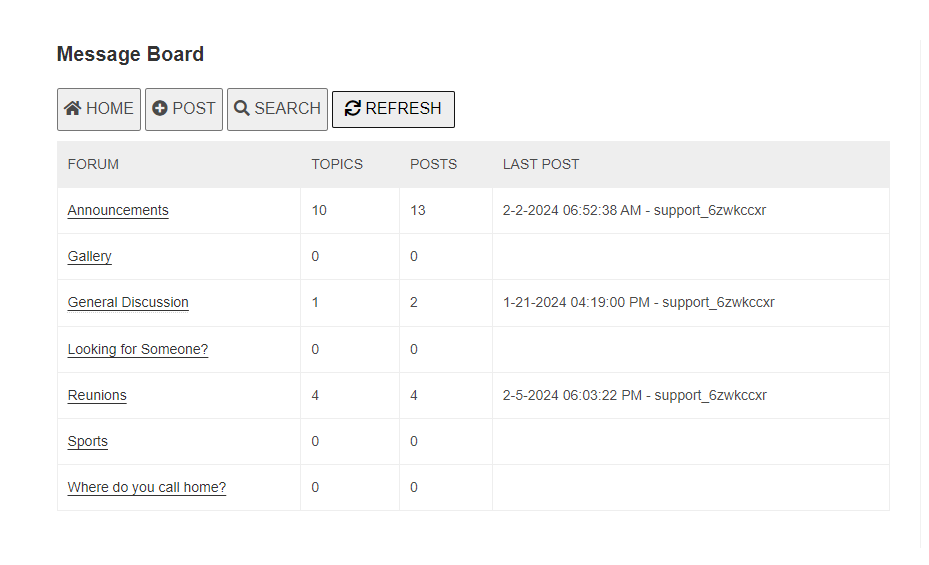 Message Board
HOME POST SEARCH REFRESH
FORUM TOPICS POSTS LAST POST
Announcements 10 13 2-2-2024 06:52:38 AM - support_6zwkccxr
Gallery 0 0
General Discussion 1 2 1-21-2024 04:19:00 PM - support_6zwkccxr
Looking for Someone? 0 0
Reunions 4 4 2-5-2024 06:03:22 PM - support_6zwkccxr
Sports 0 0
Where do you call home? 0 0